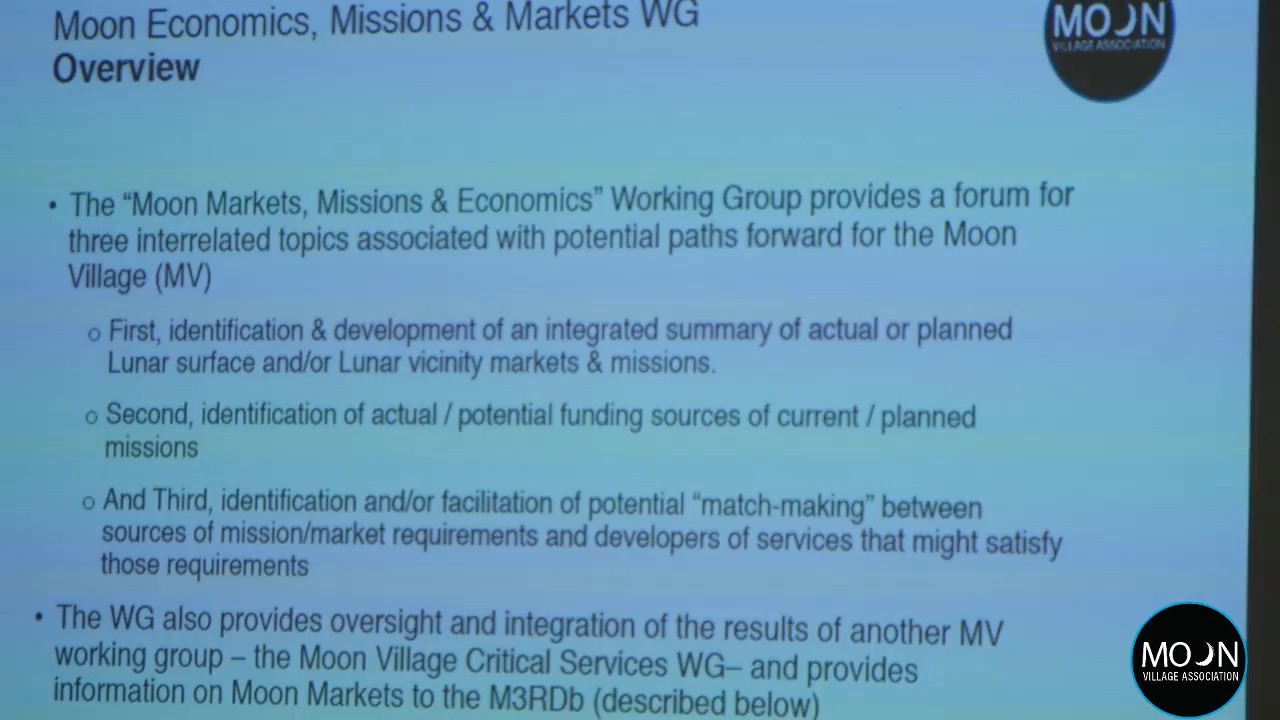 Moon Economics, Missions & Markets WG
Overview
MOON
VILLAGE ASSOCIATION
• The “Moon Markets, Missions & Economics” Working Group provides a forum for
three interrelated topics associated with potential paths forward for the Moon
Village (MV)
o First, identification & development of an integrated summary of actual or planned
Lunar surface and/or Lunar vicinity markets & missions.
o Second, identification of actual / potential funding sources of current / planned
missions
o And Third, identification and/or facilitation of potential “match-making” between
sources of mission/market requirements and developers of services that might satisfy
those requirements
• The WG also provides oversight and integration of the results of another MV
working group – the Moon Village Critical Services WG– and provides
information on Moon Markets to the M3RDb (described below)
MOON
VILLAGE ASSOCIATION